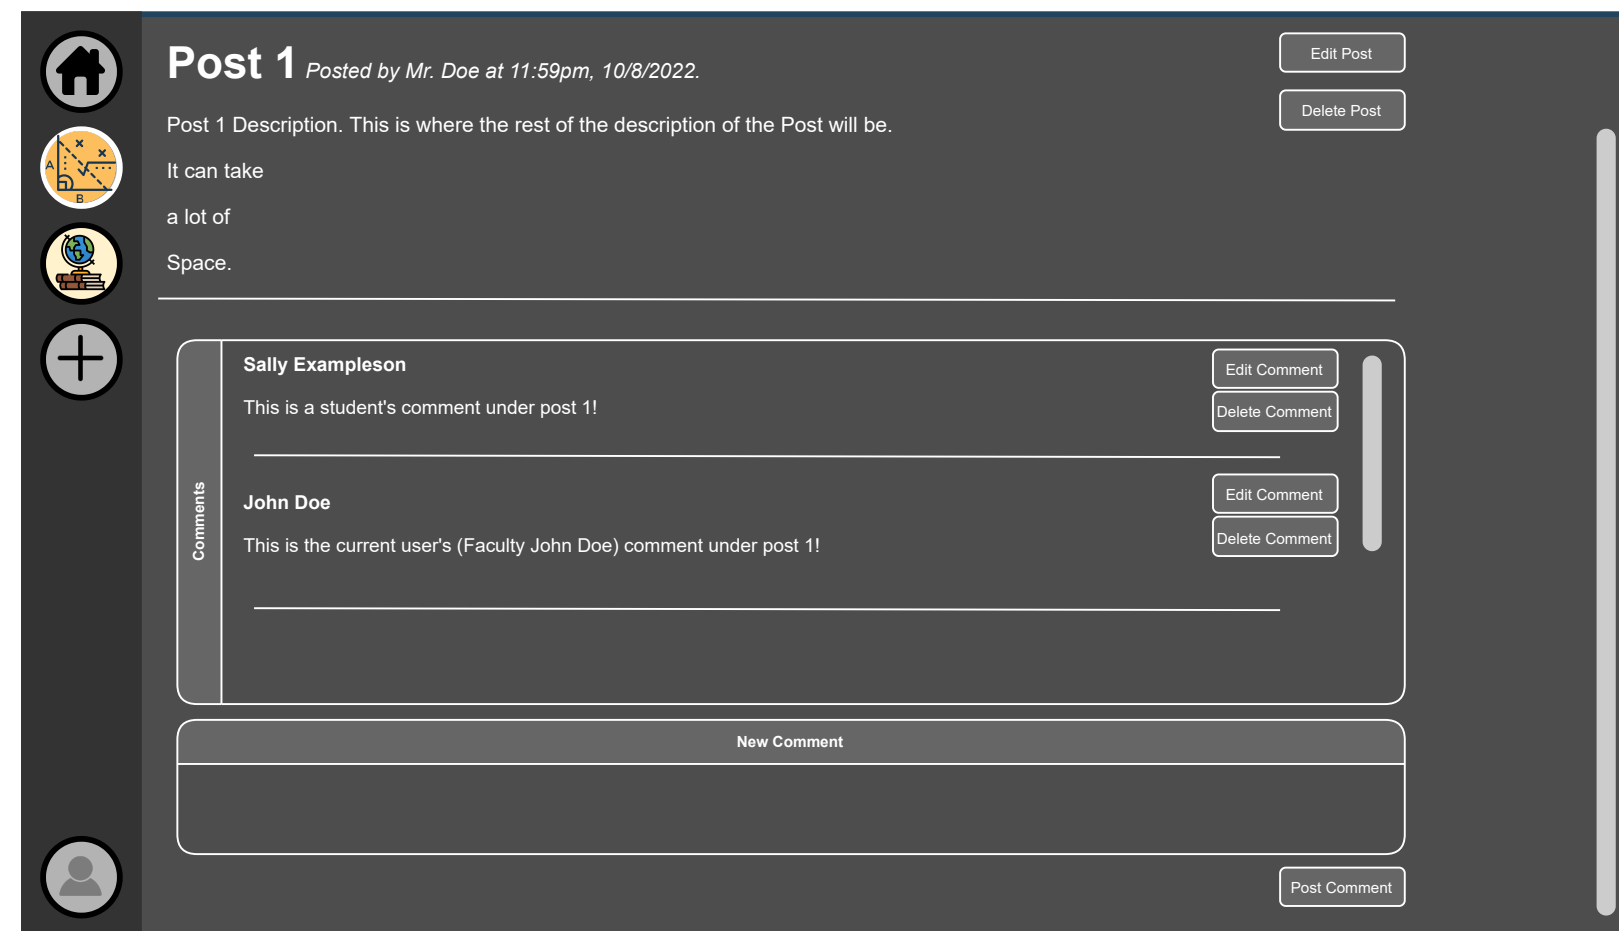 Post 1 Posted by Mr. Doe at 11:59pm, 10/8/2022.
Edit Post
Delete Post
Post 1 Description. This is where the rest of the description of the Post will be.
It can take
a lot of
Space.
A
B
Comments
Sally Exampleson
Edit Comment
This is a student's comment under post 1!
Delete Comment
John Doe
Edit Comment
This is the current user's (Faculty John Doe) comment under post 1!
Delete Comment
New Comment
Post Comment